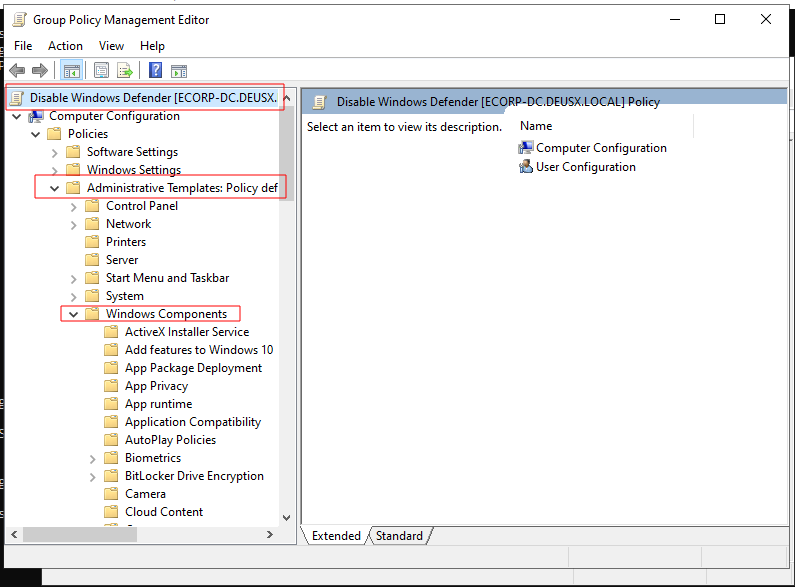 Group Policy Management Editor
File Action View Help
Disable Windows Defender [ECORP-DC.DEUSX.
Computer Configuration
Policies
Software Settings
Windows Settings
Administrative Templates: Policy def
Control Panel
Network
Printers
Server
Start Menu and Taskbar
System
Windows Components
ActiveX Installer Service
Add features to Windows 10
App Package Deployment
App Privacy
App runtime
Application Compatibility
AutoPlay Policies
Biometrics
BitLocker Drive Encryption
Camera
Cloud Content
Disable Windows Defender [ECORP-DC.DEUSX.LOCAL] Policy
Select an item to view its description.
Name
Computer Configuration
User Configuration
Extended Standard